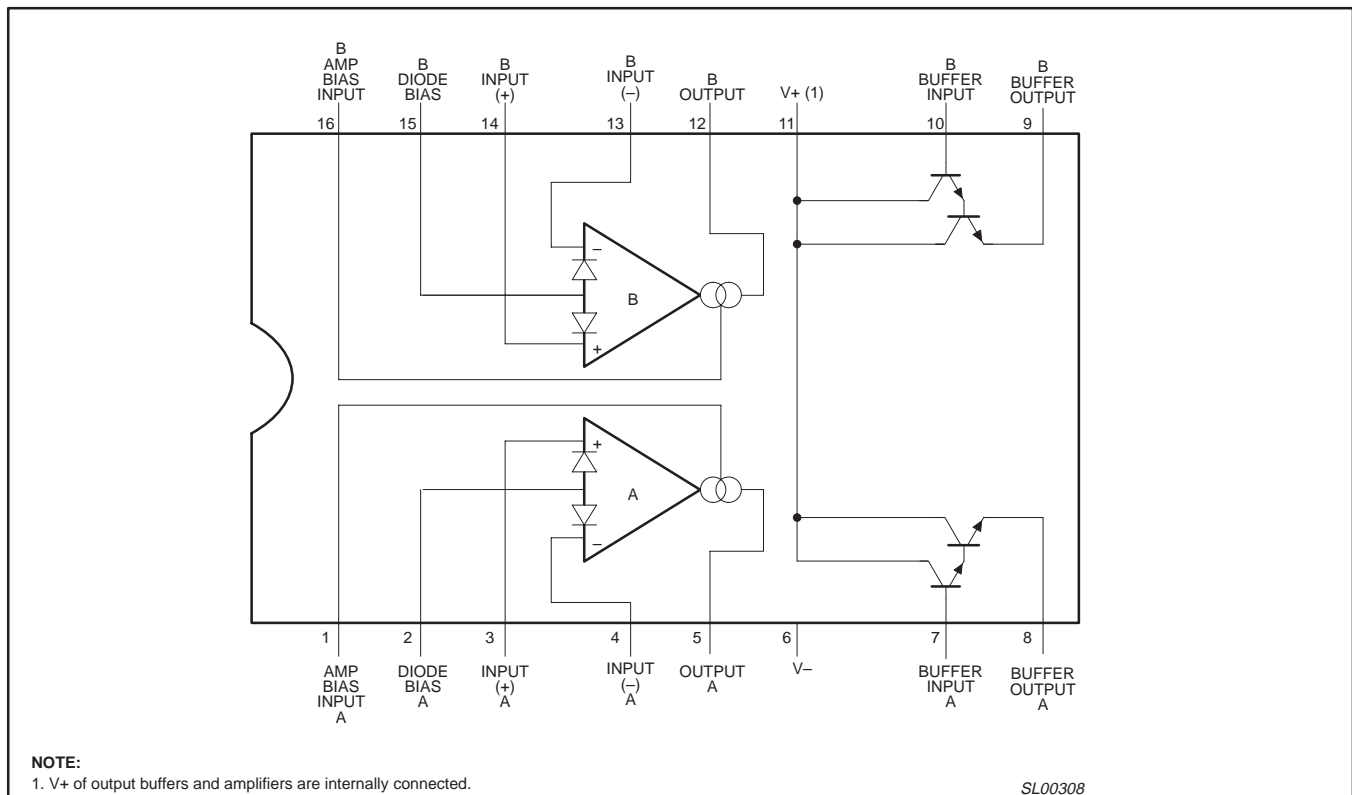 B
AMP
BIAS
INPUT
B
DIODE
BIAS
B
INPUT
(+)
B
INPUT
(–)
B
OUTPUT
V+ (1)
B
BUFFER
INPUT
B
BUFFER
OUTPUT
16
15
14
13
12
11
10
9
–
B
+
+
A
–
1
2
3
4
5
6
7
8
AMP
BIAS
INPUT
A
DIODE
BIAS
A
INPUT
(+)
A
INPUT
(–)
A
OUTPUT
A
V–
BUFFER
INPUT
A
BUFFER
OUTPUT
A
NOTE:
1. V+ of output buffers and amplifiers are internally connected.
SL00308